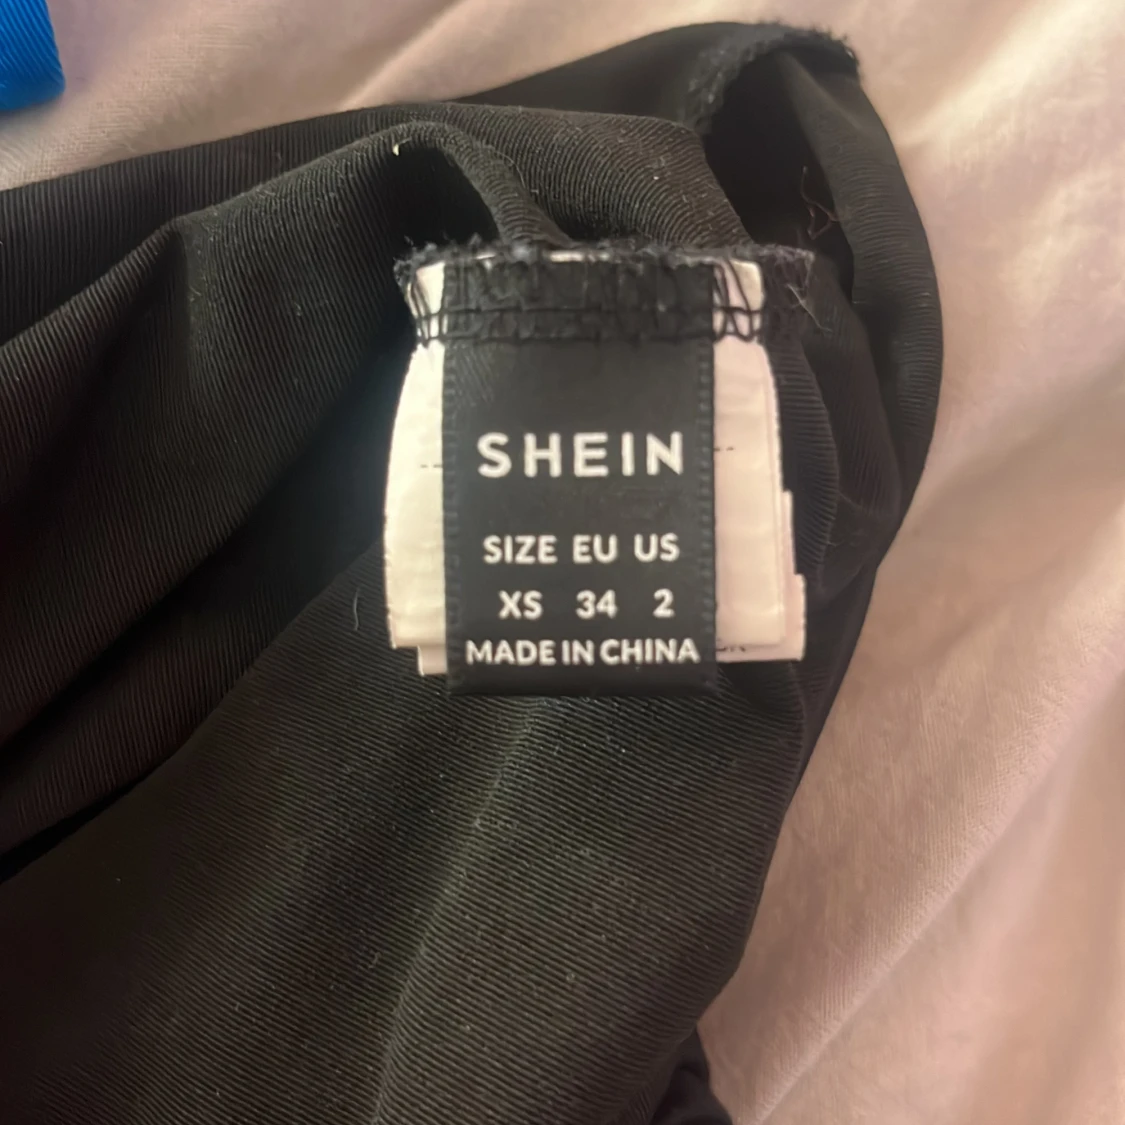 SHEIN
SIZE EU US
XS 34 2
MADE IN CHINA